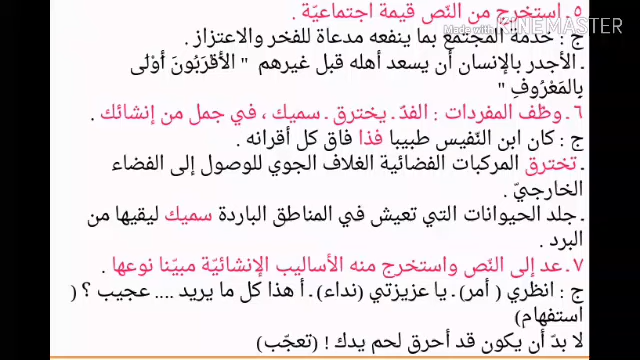 ٥ ـ استخرج من النّص قيمة اجتماعيّة .
Made with KINEMASTER
ج : خدمة المجتمع بما ينفعه مدعاة للفخر والاعتزاز .
ـ الأجدر بالإنسان أن يسعد أهله قبل غيرهم " الأقْرَبُونَ أَوْلَى
بِالمَعْرُوفِ "
٦ ـ وظّف المفردات : الفذّ ـ يخترق ـ سميك ، في جمل من إنشائك .
ج : كان ابن النّفيس طبيبا فذا فاق كل أقرانه .
ـ تخترق المركبات الفضائية الغلاف الجوي للوصول إلى الفضاء
الخارجيّ .
ـ جلد الحيوانات التي تعيش في المناطق الباردة سميك ليقيها من
البرد .
٧ ـ عد إلى النّص واستخرج منه الأساليب الإنشائيّة مبيّنا نوعها .
ج : انظري ( أمر) ـ يا عزيزتي (نداء) ـ أ هذا كل ما يريد .... عجيب ؟ (
استفهام)
لا بدّ أن يكون قد أحرق لحم يدك ! (تعجّب)